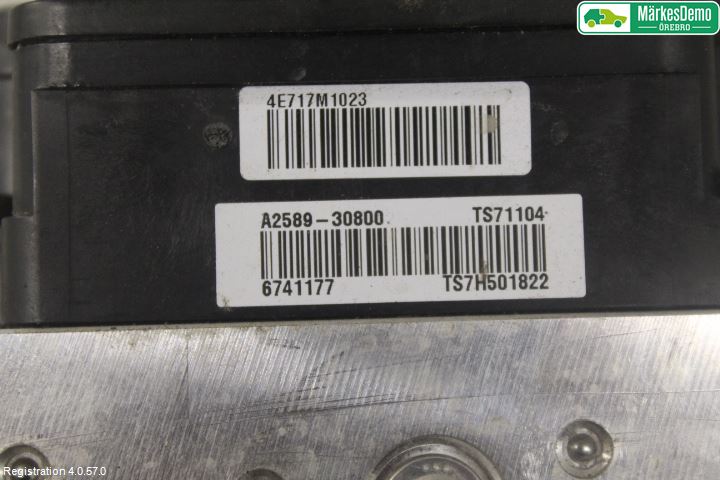 MärkesDemo
ÖREBRO
4E717M1023
A2589-30800 TS71104
6741177 TS7H501822
Registration 4.0.57.0